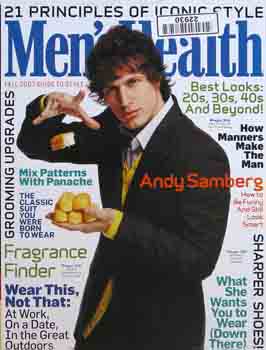 21 PRINCIPLES OF ICONIC STYLE
22930
Men'sHealth
FALL 2007 GUIDE TO STYLE
GROOMING UPGRADES
Best Looks:
20s, 30s, 40s
And Beyond!
How
Manners
Make
The
Man
Mix Patterns
With Panache
THE
CLASSIC
SUIT
YOU WERE
BORN
TO WEAR
Andy Samberg
How to
Be Funny
And Still
Look
Smart
Fragrance
Finder
SHARPER SHOES!
Wear This,
Not That:
At Work,
On a Date,
In the Great
Outdoors
What
She
Wants
You to
Wear
(Down
There)